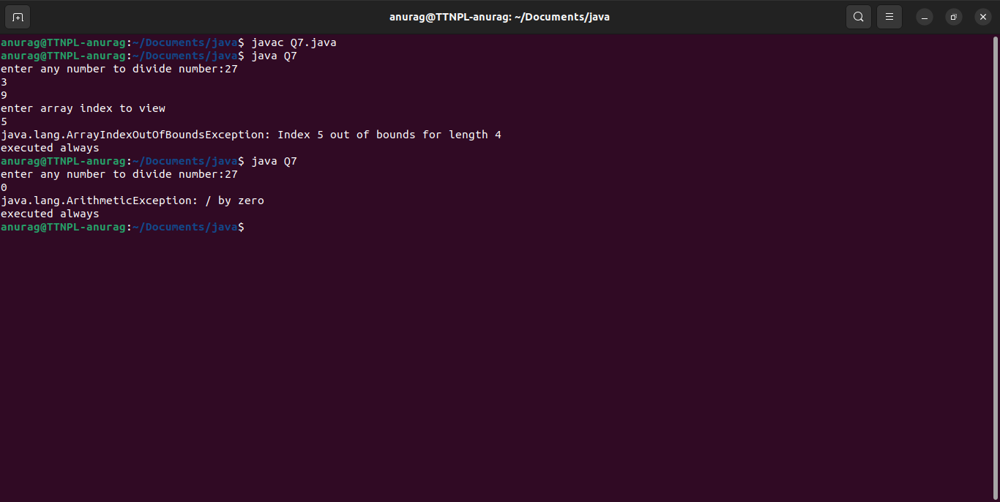 anurag@TTNPL-anurag: ~/Documents/java
anurag@TTNPL-anurag:~/Documents/java$ javac Q7.java
anurag@TTNPL-anurag:~/Documents/java$ java Q7
enter any number to divide number:27
3
9
enter array index to view
5
java.lang.ArrayIndexOutOfBoundsException: Index 5 out of bounds for length 4
executed always
anurag@TTNPL-anurag:~/Documents/java$ java Q7
enter any number to divide number:27
0
java.lang.ArithmeticException: / by zero
executed always
anurag@TTNPL-anurag:~/Documents/java$